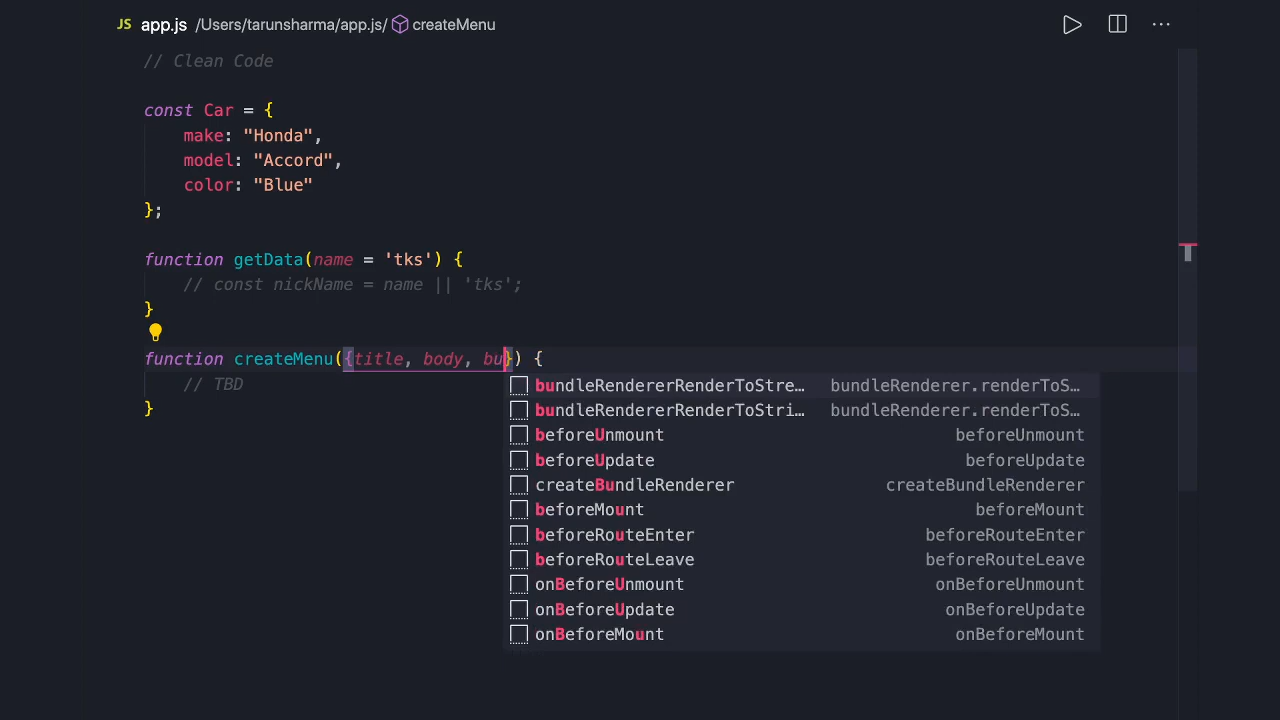 JS app.js /Users/tarunsharma/app.js/ createMenu
// Clean Code
const Car = {
make: "Honda",
model: "Accord",
color: "Blue"
};
function getData(name = 'tks') {
// const nickName = name || 'tks';
}
function createMenu({title, body, bu}) {
// TBD
}
bundleRendererRenderToStre… bundleRenderer.renderToS…
bundleRendererRenderToStri… bundleRenderer.renderToS…
beforeUnmount beforeUnmount
beforeUpdate beforeUpdate
createBundleRenderer createBundleRenderer
beforeMount beforeMount
beforeRouteEnter beforeRouteEnter
beforeRouteLeave beforeRouteLeave
onBeforeUnmount onBeforeUnmount
onBeforeUpdate onBeforeUpdate
onBeforeMount onBeforeMount